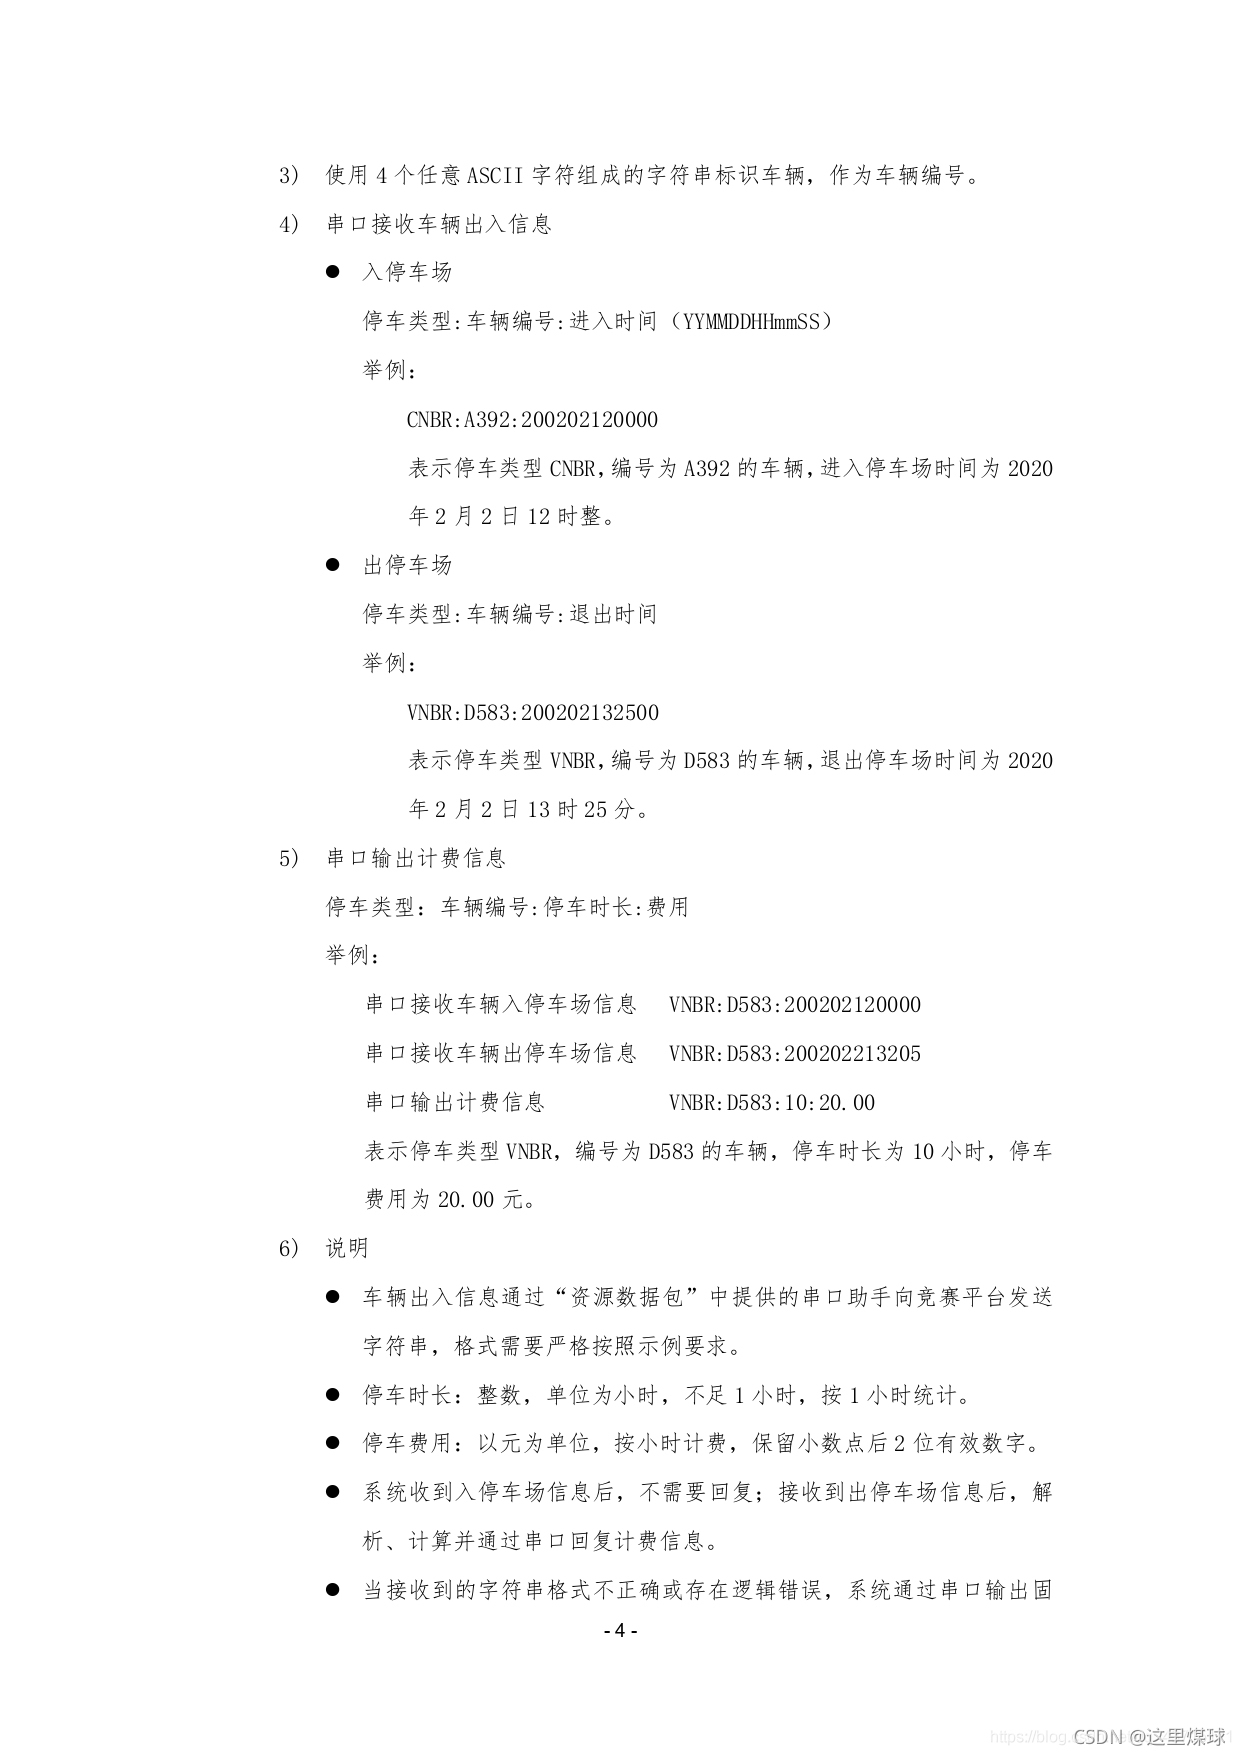 3) 使用 4 个任意 ASCII 字符组成的字符串标识车辆，作为车辆编号。
4) 串口接收车辆出入信息
● 入停车场
停车类型:车辆编号:进入时间（YYMMDDHHmmSS）
举例：
CNBR:A392:200202120000
表示停车类型 CNBR，编号为 A392 的车辆，进入停车场时间为 2020
年 2 月 2 日 12 时整。
● 出停车场
停车类型:车辆编号:退出时间
举例：
VNBR:D583:200202132500
表示停车类型 VNBR，编号为 D583 的车辆，退出停车场时间为 2020
年 2 月 2 日 13 时 25 分。
5) 串口输出计费信息
停车类型：车辆编号:停车时长:费用
举例：
串口接收车辆入停车场信息 VNBR:D583:200202120000
串口接收车辆出停车场信息 VNBR:D583:200202213205
串口输出计费信息 VNBR:D583:10:20.00
表示停车类型 VNBR，编号为 D583 的车辆，停车时长为 10 小时，停车
费用为 20.00 元。
6) 说明
● 车辆出入信息通过“资源数据包”中提供的串口助手向竞赛平台发送
字符串，格式需要严格按照示例要求。
● 停车时长：整数，单位为小时，不足 1 小时，按 1 小时统计。
● 停车费用：以元为单位，按小时计费，保留小数点后 2 位有效数字。
● 系统收到入停车场信息后，不需要回复；接收到出停车场信息后，解
析、计算并通过串口回复计费信息。
● 当接收到的字符串格式不正确或存在逻辑错误，系统通过串口输出固
- 4 -
https://blog.
CSDN @这里煤球